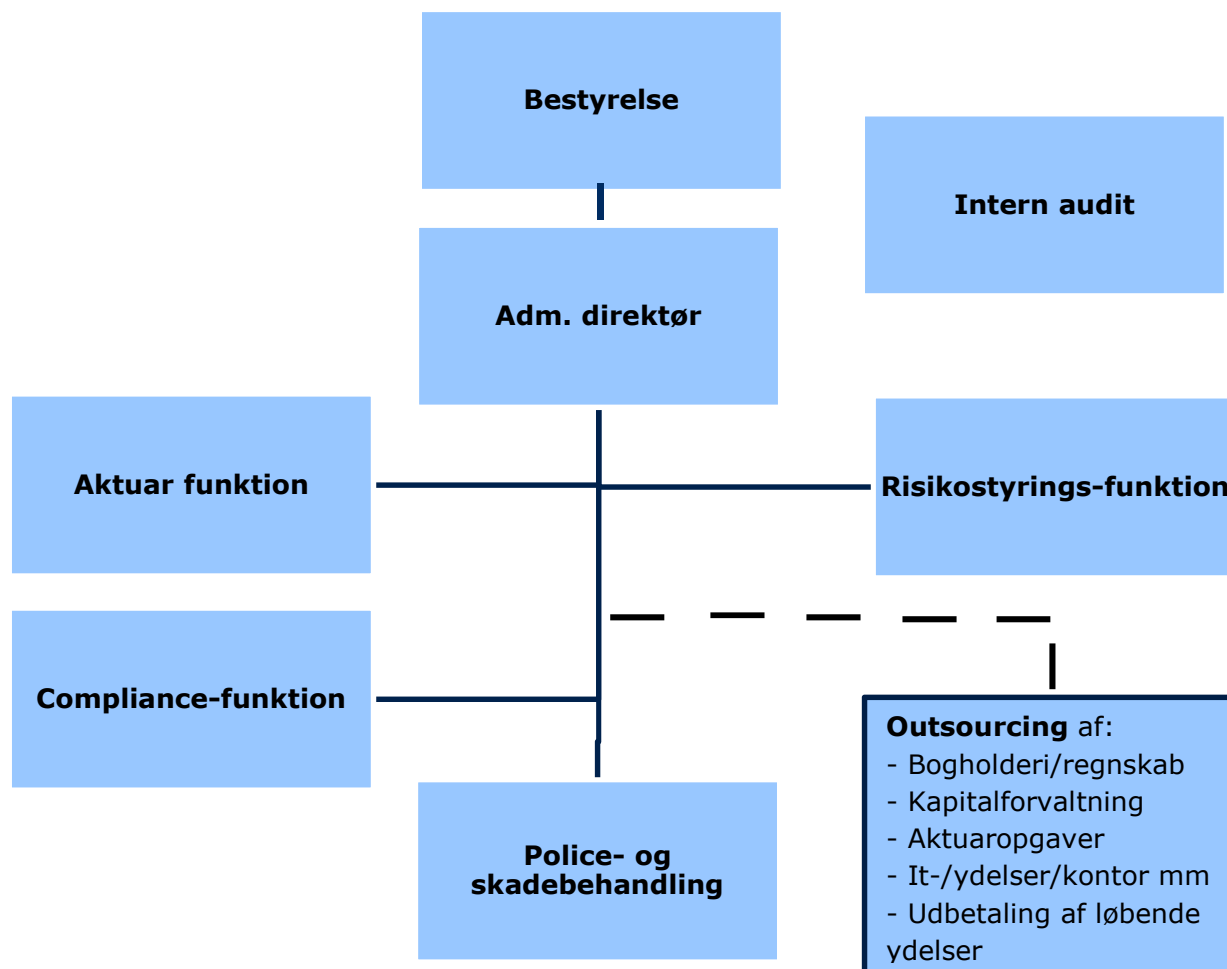 Bestyrelse
Intern audit
Adm. direktør
Aktuar funktion
Risikostyrings-funktion
Compliance-funktion
Police- og
skadebehandling
Outsourcing af:
- Bogholderi/regnskab
- Kapitalforvaltning
- Aktuaropgaver
- It-/ydelser/kontor mm
- Udbetaling af løbende
ydelser